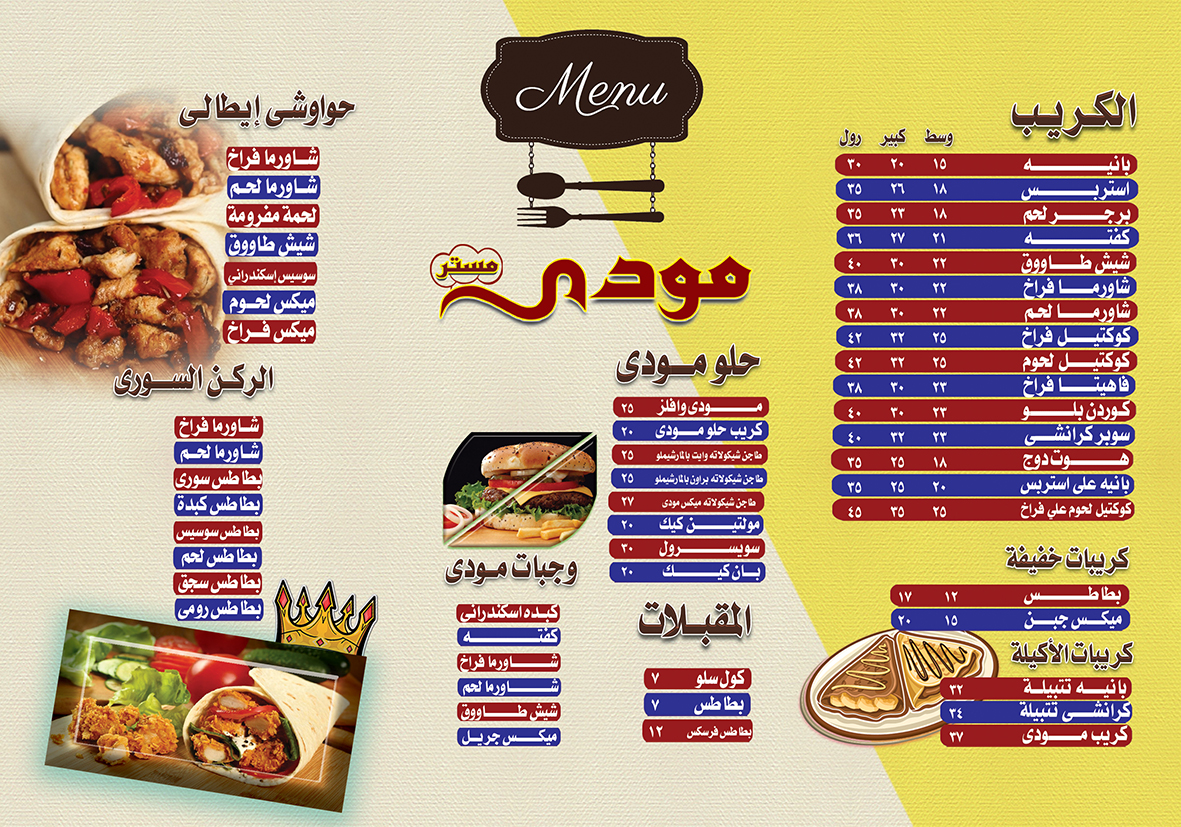 Menu
مستر
مودى
الكريب
وسط كبير رول
بانيه ١٥ ٢٠ ٣٠
استربس ١٨ ٢٦ ٣٥
برجر لحم ١٨ ٢٣ ٣٥
كفته ٢١ ٢٧ ٣٦
شيش طاووق ٢٢ ٣٠ ٤٠
شاورما فراخ ٢٢ ٣٠ ٣٨
شاورما لحم ٢٢ ٣٠ ٣٨
كوكتيل فراخ ٢٥ ٣٢ ٤٢
كوكتيل لحوم ٢٥ ٣٢ ٤٢
فاهيتا فراخ ٢٣ ٣٠ ٣٨
كوردن بلو ٢٣ ٣٠ ٤٠
سوبر كرانشى ٢٣ ٣٢ ٤٠
هوت دوج ١٨ ٢٥ ٣٥
بانيه على استربس ٢٠ ٢٥ ٣٥
كوكتيل لحوم علي فراخ ٢٥ ٣٥ ٤٥
كريبات خفيفة
بطاطس ١٢ ١٧
ميكس جبن ١٥ ٢٠
كريبات الأكيلة
بانيه تتبيلة ٣٢
كرانشى تتبيلة ٣٤
كريب مودى ٣٧
حلو مودى
مودى وافلز ٢٥
كريب حلو مودى ٢٠
طاجن شيكولاته وايت بالمارشيملو ٢٥
طاجن شيكولاته براون بالمارشيملو ٢٥
طاجن شيكولاته ميكس مودى ٢٧
مولتين كيك ٢٠
سويسرول ٣٠
بان كيك ٢٠
المقبلات
كول سلو ٧
بطاطس ٧
بطاطس فرسكس ١٢
وجبات مودى
كبده اسكندرانى
كفته
شاورما فراخ
شاورما لحم
شيش طاووق
ميكس جريل
حواوشى إيطالى
شاورما فراخ
شاورما لحم
لحمة مفرومة
شيش طاووق
سوسيس اسكندرانى
ميكس لحوم
ميكس فراخ
الركن السورى
شاورما فراخ
شاورما لحم
بطاطس سورى
بطاطس كبدة
بطاطس سوسيس
بطاطس لحم
بطاطس سجق
بطاطس رومى